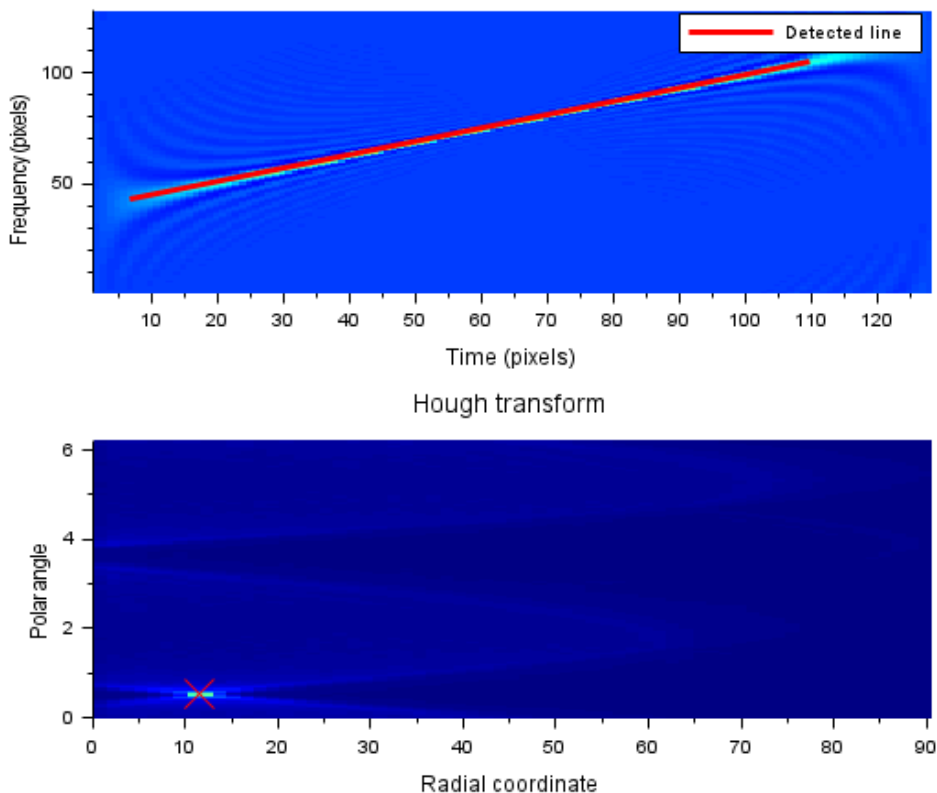 Detected line
Frequency (pixels)
100
50
10 20 30 40 50 60 70 80 90 100 110 120
Time (pixels)
Hough transform
Polar angle
6
4
2
0
0 10 20 30 40 50 60 70 80 90
Radial coordinate